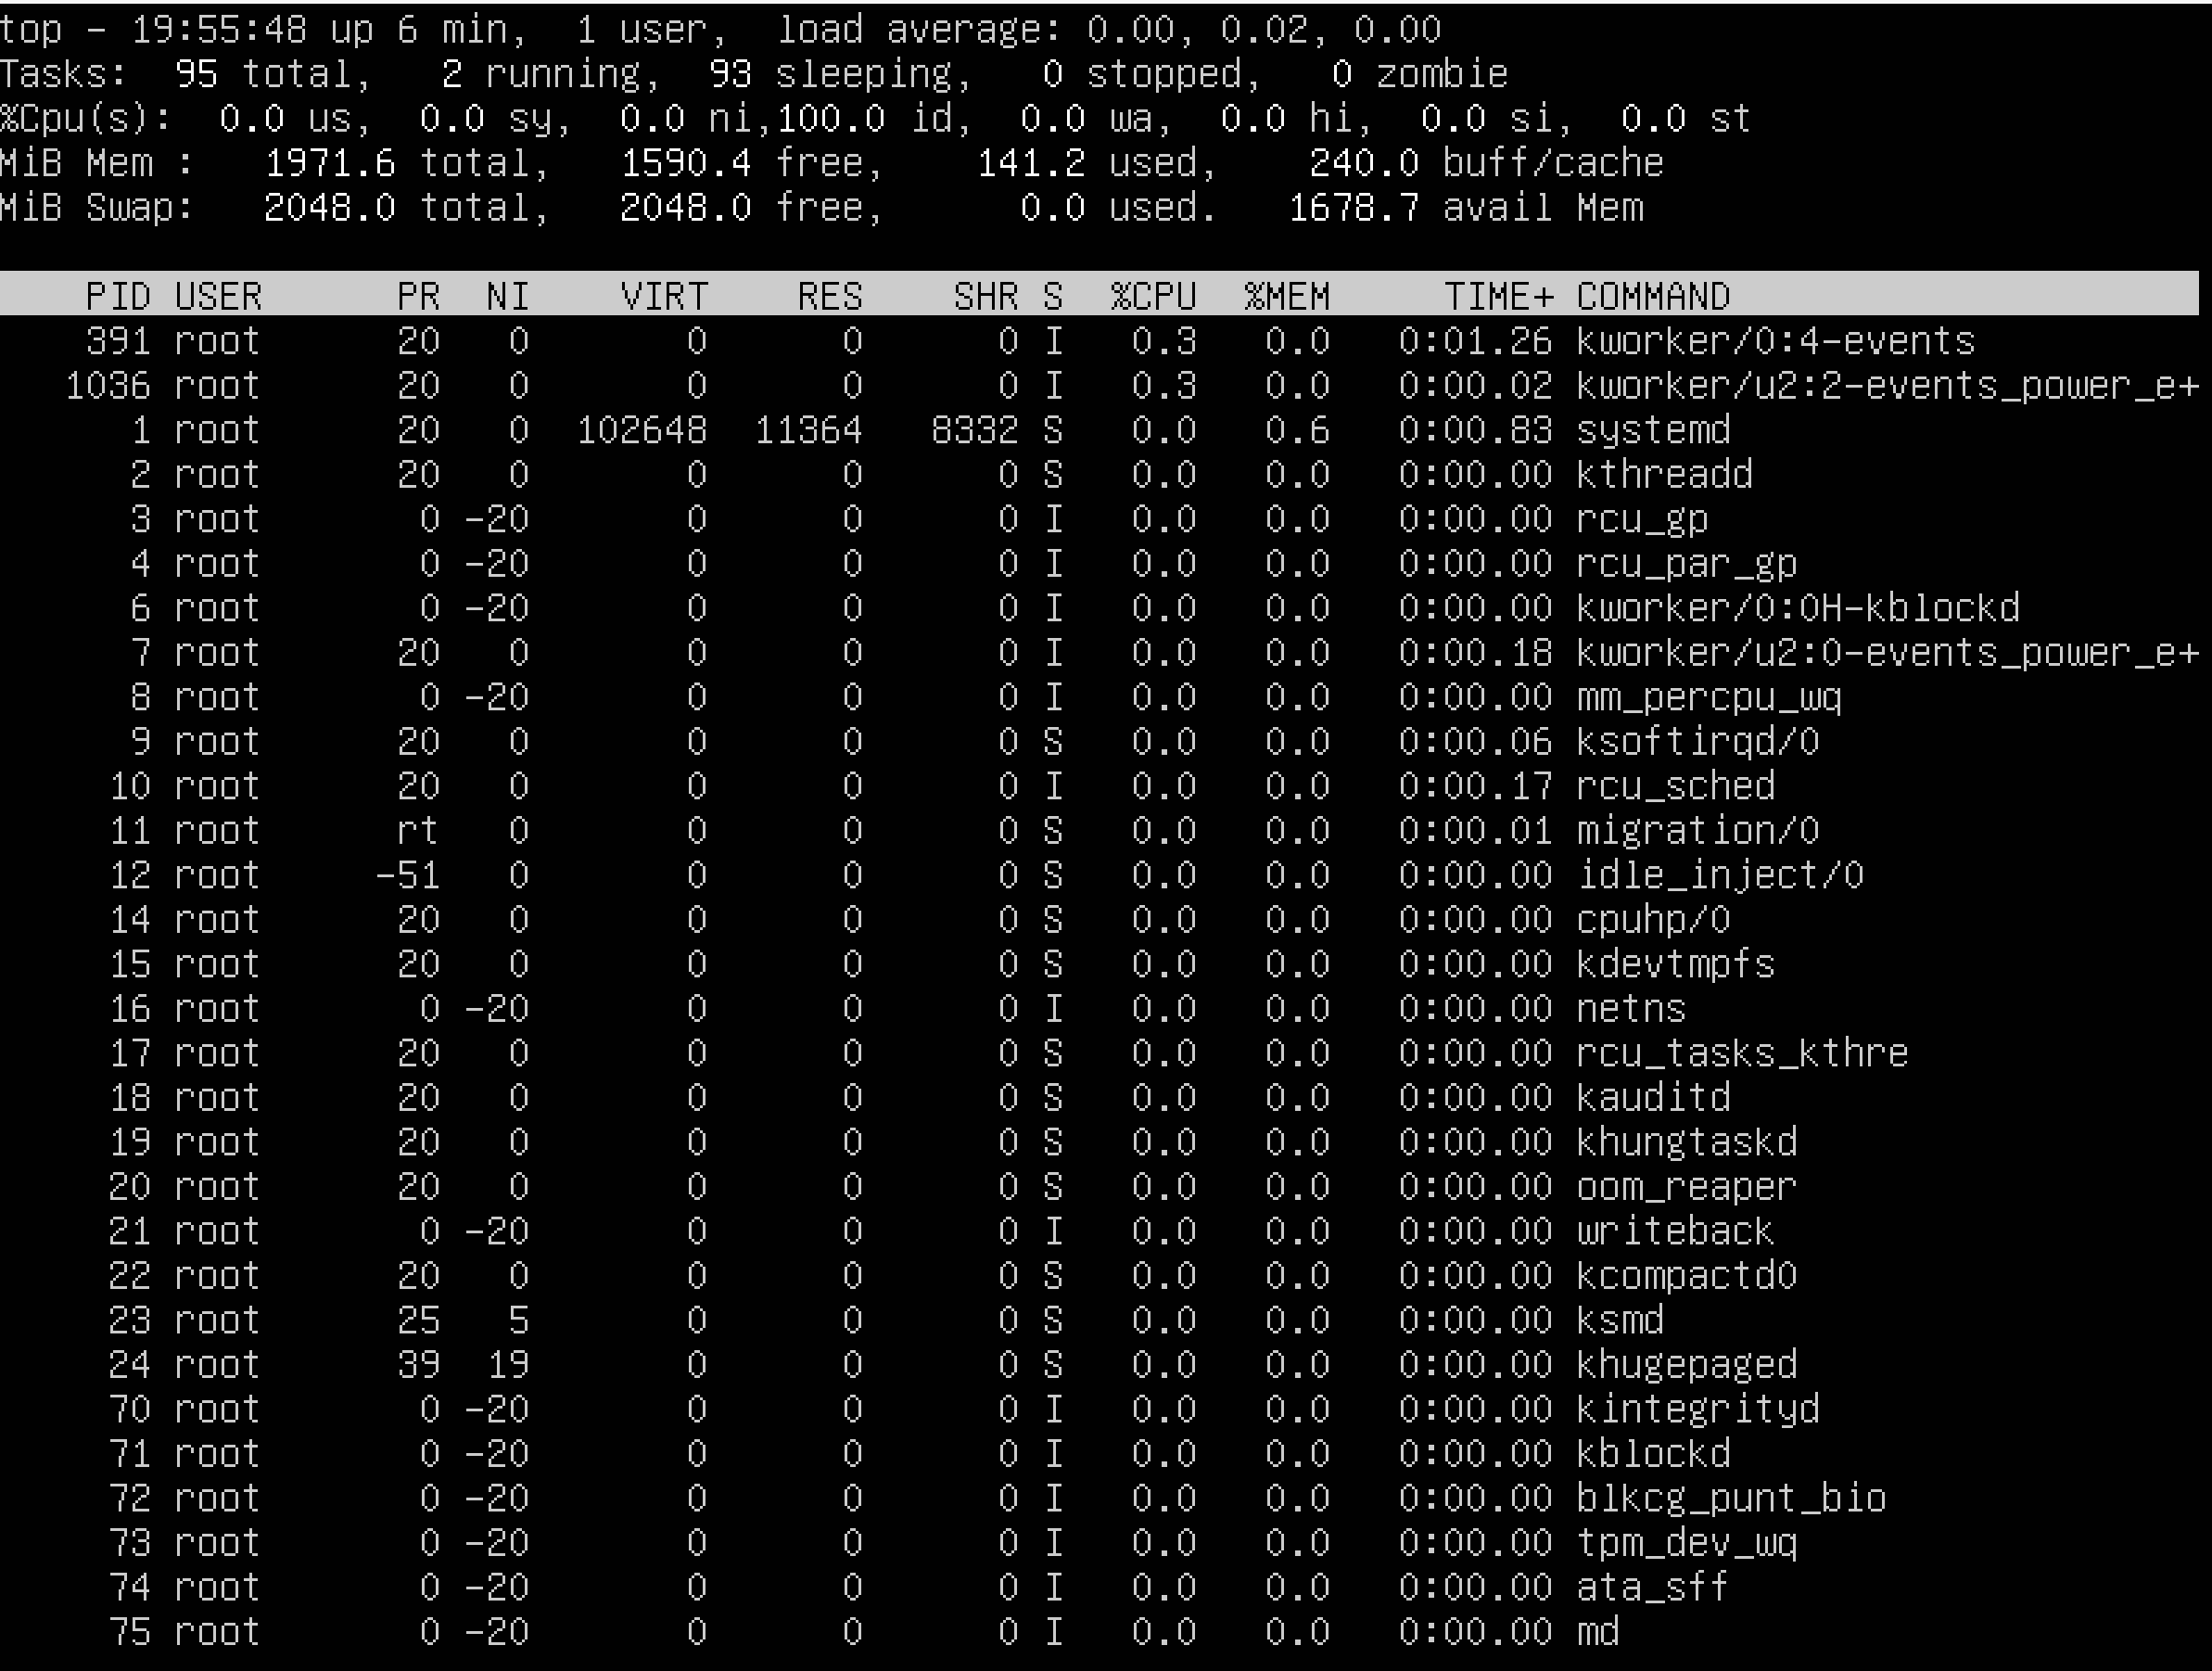 top - 19:55:48 up 6 min,  1 user,  load average: 0.00, 0.02, 0.00
Tasks:  95 total,   2 running,  93 sleeping,   0 stopped,   0 zombie
%Cpu(s):  0.0 us,  0.0 sy,  0.0 ni,100.0 id,  0.0 wa,  0.0 hi,  0.0 si,  0.0 st
MiB Mem :   1971.6 total,   1590.4 free,    141.2 used,    240.0 buff/cache
MiB Swap:   2048.0 total,   2048.0 free,      0.0 used.   1678.7 avail Mem
PID USER      PR  NI    VIRT    RES    SHR S  %CPU  %MEM     TIME+ COMMAND
391 root      20   0       0      0      0 I   0.3   0.0   0:01.26 kworker/0:4-events
1036 root      20   0       0      0      0 I   0.3   0.0   0:00.02 kworker/u2:2-events_power_e+
1 root      20   0  102648  11364   8332 S   0.0   0.6   0:00.83 systemd
2 root      20   0       0      0      0 S   0.0   0.0   0:00.00 kthreadd
3 root       0 -20       0      0      0 I   0.0   0.0   0:00.00 rcu_gp
4 root       0 -20       0      0      0 I   0.0   0.0   0:00.00 rcu_par_gp
6 root       0 -20       0      0      0 I   0.0   0.0   0:00.00 kworker/0:0H-kblockd
7 root      20   0       0      0      0 I   0.0   0.0   0:00.18 kworker/u2:0-events_power_e+
8 root       0 -20       0      0      0 I   0.0   0.0   0:00.00 mm_percpu_wq
9 root      20   0       0      0      0 S   0.0   0.0   0:00.06 ksoftirqd/0
10 root      20   0       0      0      0 I   0.0   0.0   0:00.17 rcu_sched
11 root      rt   0       0      0      0 S   0.0   0.0   0:00.01 migration/0
12 root     -51   0       0      0      0 S   0.0   0.0   0:00.00 idle_inject/0
14 root      20   0       0      0      0 S   0.0   0.0   0:00.00 cpuhp/0
15 root      20   0       0      0      0 S   0.0   0.0   0:00.00 kdevtmpfs
16 root       0 -20       0      0      0 I   0.0   0.0   0:00.00 netns
17 root      20   0       0      0      0 S   0.0   0.0   0:00.00 rcu_tasks_kthre
18 root      20   0       0      0      0 S   0.0   0.0   0:00.00 kauditd
19 root      20   0       0      0      0 S   0.0   0.0   0:00.00 khungtaskd
20 root      20   0       0      0      0 S   0.0   0.0   0:00.00 oom_reaper
21 root       0 -20       0      0      0 I   0.0   0.0   0:00.00 writeback
22 root      20   0       0      0      0 S   0.0   0.0   0:00.00 kcompactd0
23 root      25   5       0      0      0 S   0.0   0.0   0:00.00 ksmd
24 root      39  19       0      0      0 S   0.0   0.0   0:00.00 khugepaged
70 root       0 -20       0      0      0 I   0.0   0.0   0:00.00 kintegrityd
71 root       0 -20       0      0      0 I   0.0   0.0   0:00.00 kblockd
72 root       0 -20       0      0      0 I   0.0   0.0   0:00.00 blkcg_punt_bio
73 root       0 -20       0      0      0 I   0.0   0.0   0:00.00 tpm_dev_wq
74 root       0 -20       0      0      0 I   0.0   0.0   0:00.00 ata_sff
75 root       0 -20       0      0      0 I   0.0   0.0   0:00.00 md